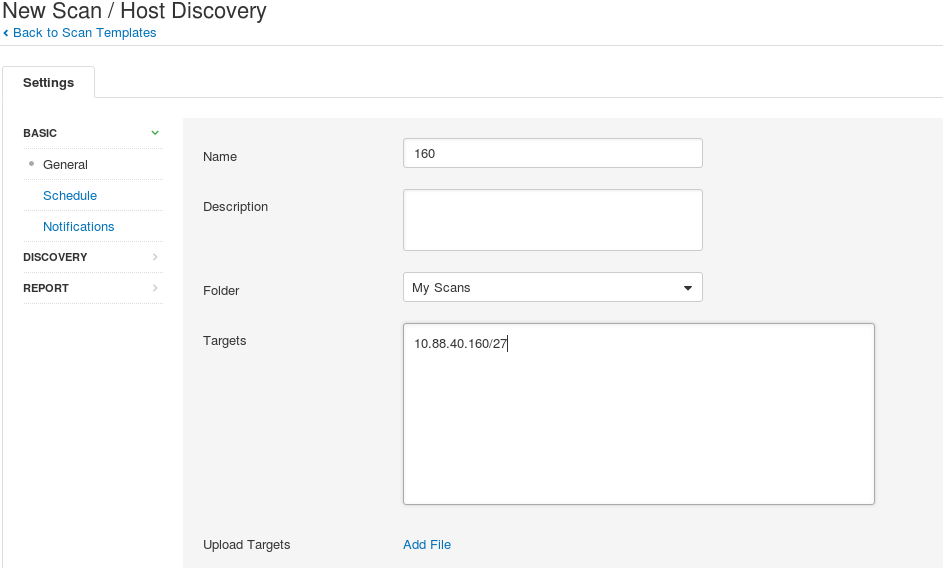 New Scan / Host Discovery
Back to Scan Templates
Settings
BASIC
General
Schedule
Notifications
DISCOVERY
REPORT
Name
160
Description
Folder
My Scans
Targets
10.88.40.160/27
Upload Targets
Add File